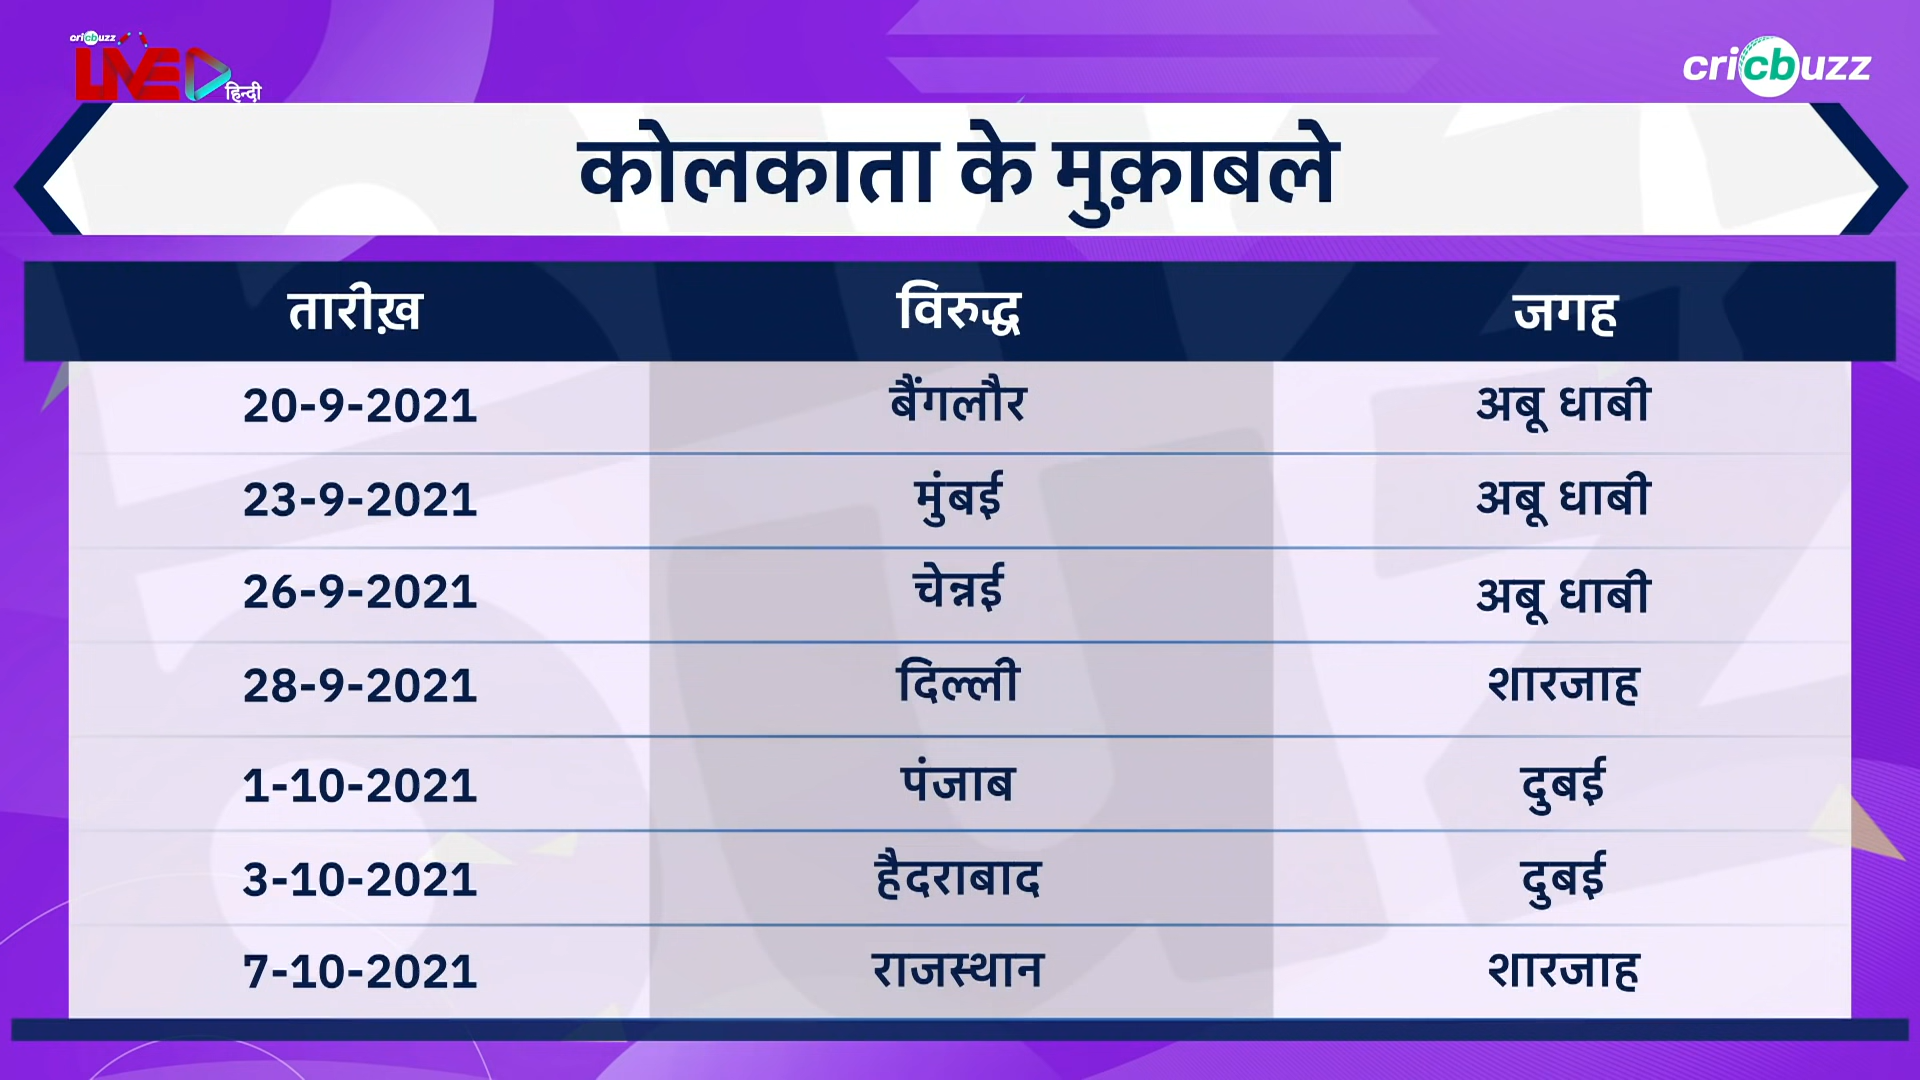 cricbuzz
LIVE
हिन्दी
cricbuzz
कोलकाता के मुक़ाबले
तारीख़ विरुद्ध जगह
20-9-2021 बैंगलौर अबू धाबी
23-9-2021 मुंबई अबू धाबी
26-9-2021 चेन्नई अबू धाबी
28-9-2021 दिल्ली शारजाह
1-10-2021 पंजाब दुबई
3-10-2021 हैदराबाद दुबई
7-10-2021 राजस्थान शारजाह